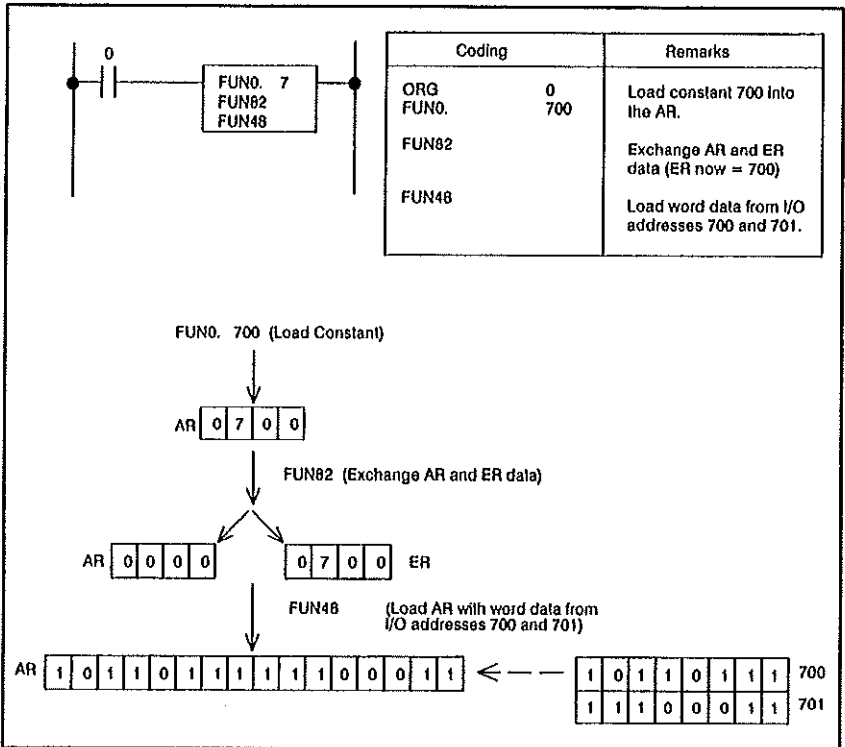 0
FUN0. 7
FUN82
FUN48
Coding Remarks
ORG 0 Load constant 700 into
FUN0. 700 the AR.
FUN82 Exchange AR and ER
data (ER now = 700)
FUN48 Load word data from I/O
addresses 700 and 701.
FUN0. 700 (Load Constant)
AR 0 7 0 0
FUN82 (Exchange AR and ER data)
AR 0 0 0 0 0 7 0 0 ER
FUN48 (Load AR with word data from
I/O addresses 700 and 701)
AR 1 0 1 1 0 1 1 1 1 1 1 0 0 0 1 1 1 0 1 1 0 1 1 1 700
1 1 1 0 0 0 1 1 701